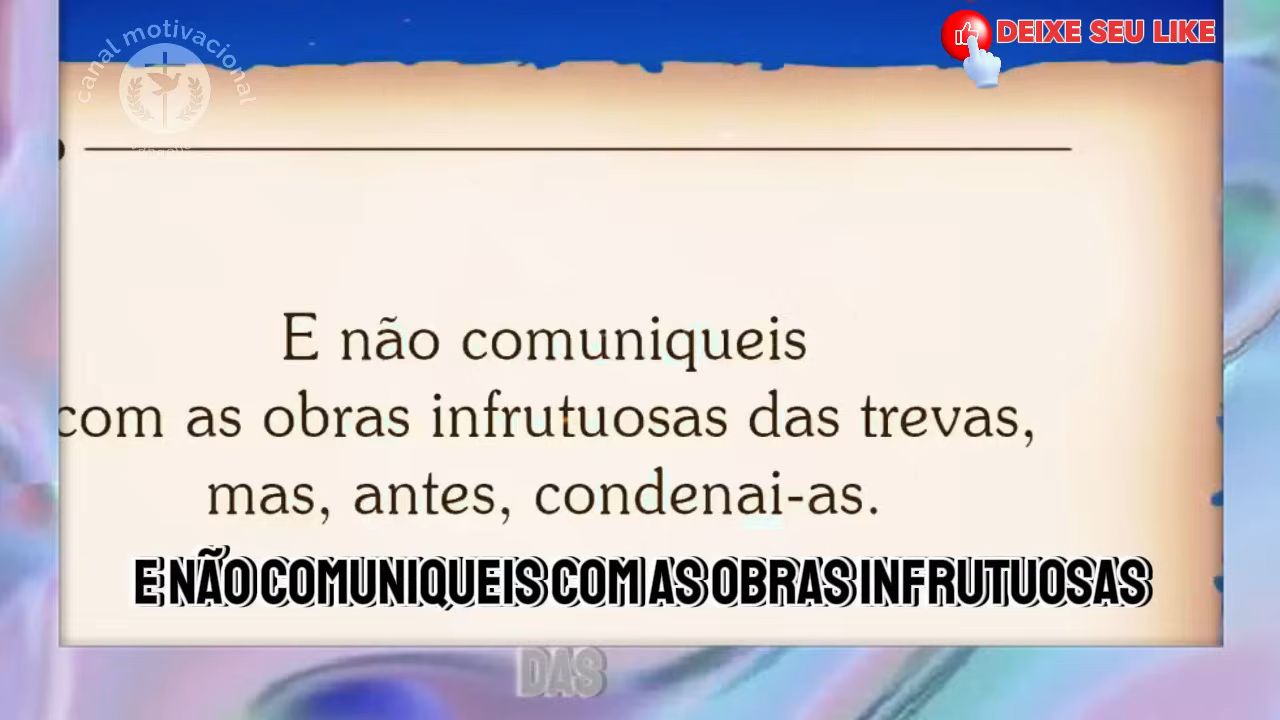 canal motivacional
DEIXE SEU LIKE
E não comuniqueis
com as obras infrutuosas das trevas,
mas, antes, condenai-as.
E NÃO COMUNIQUEIS COM AS OBRAS INFRUTUOSAS
DAS